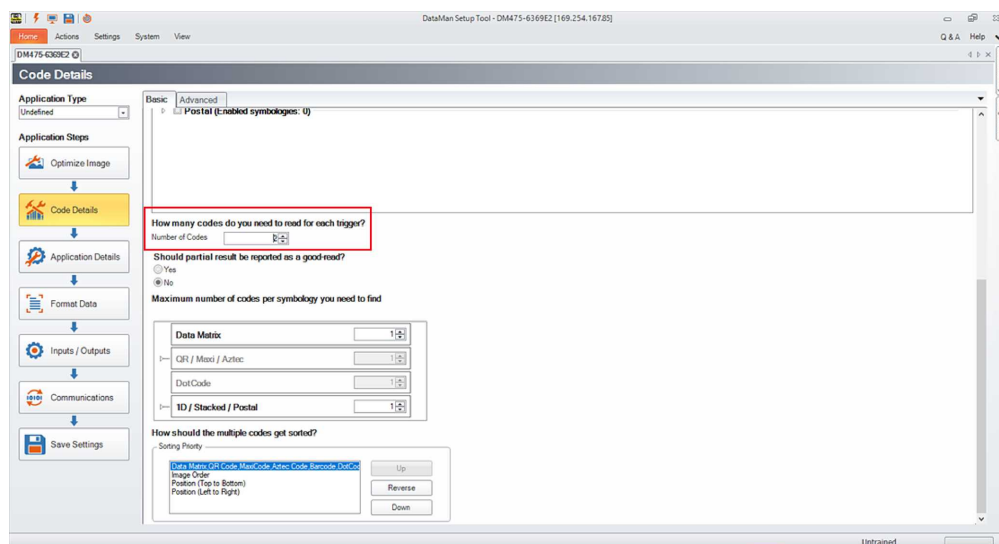 DataMan Setup Tool - DM475-6369E2 [169.254.167.85]
Home Actions Settings System View
Q & A Help
DM475-6369E2
Code Details
Application Type
Undefined
Application Steps
Optimize Image
Code Details
Application Details
Format Data
Inputs / Outputs
Communications
Save Settings
Basic Advanced
Postal (Enabled symbologies: 0)
How many codes do you need to read for each trigger?
Number of Codes 2
Should partial result be reported as a good-read?
Yes
No
Maximum number of codes per symbology you need to find
Data Matrix 1
QR / Maxi / Aztec 1
DotCode 1
1D / Stacked / Postal 1
How should the multiple codes get sorted?
Sorting Priority
Data Matrix,QR Code,MaxiCode,Aztec Code,Barcode,DotCod
Image Order
Position (Top to Bottom)
Position (Left to Right)
Up
Reverse
Down
Untrained